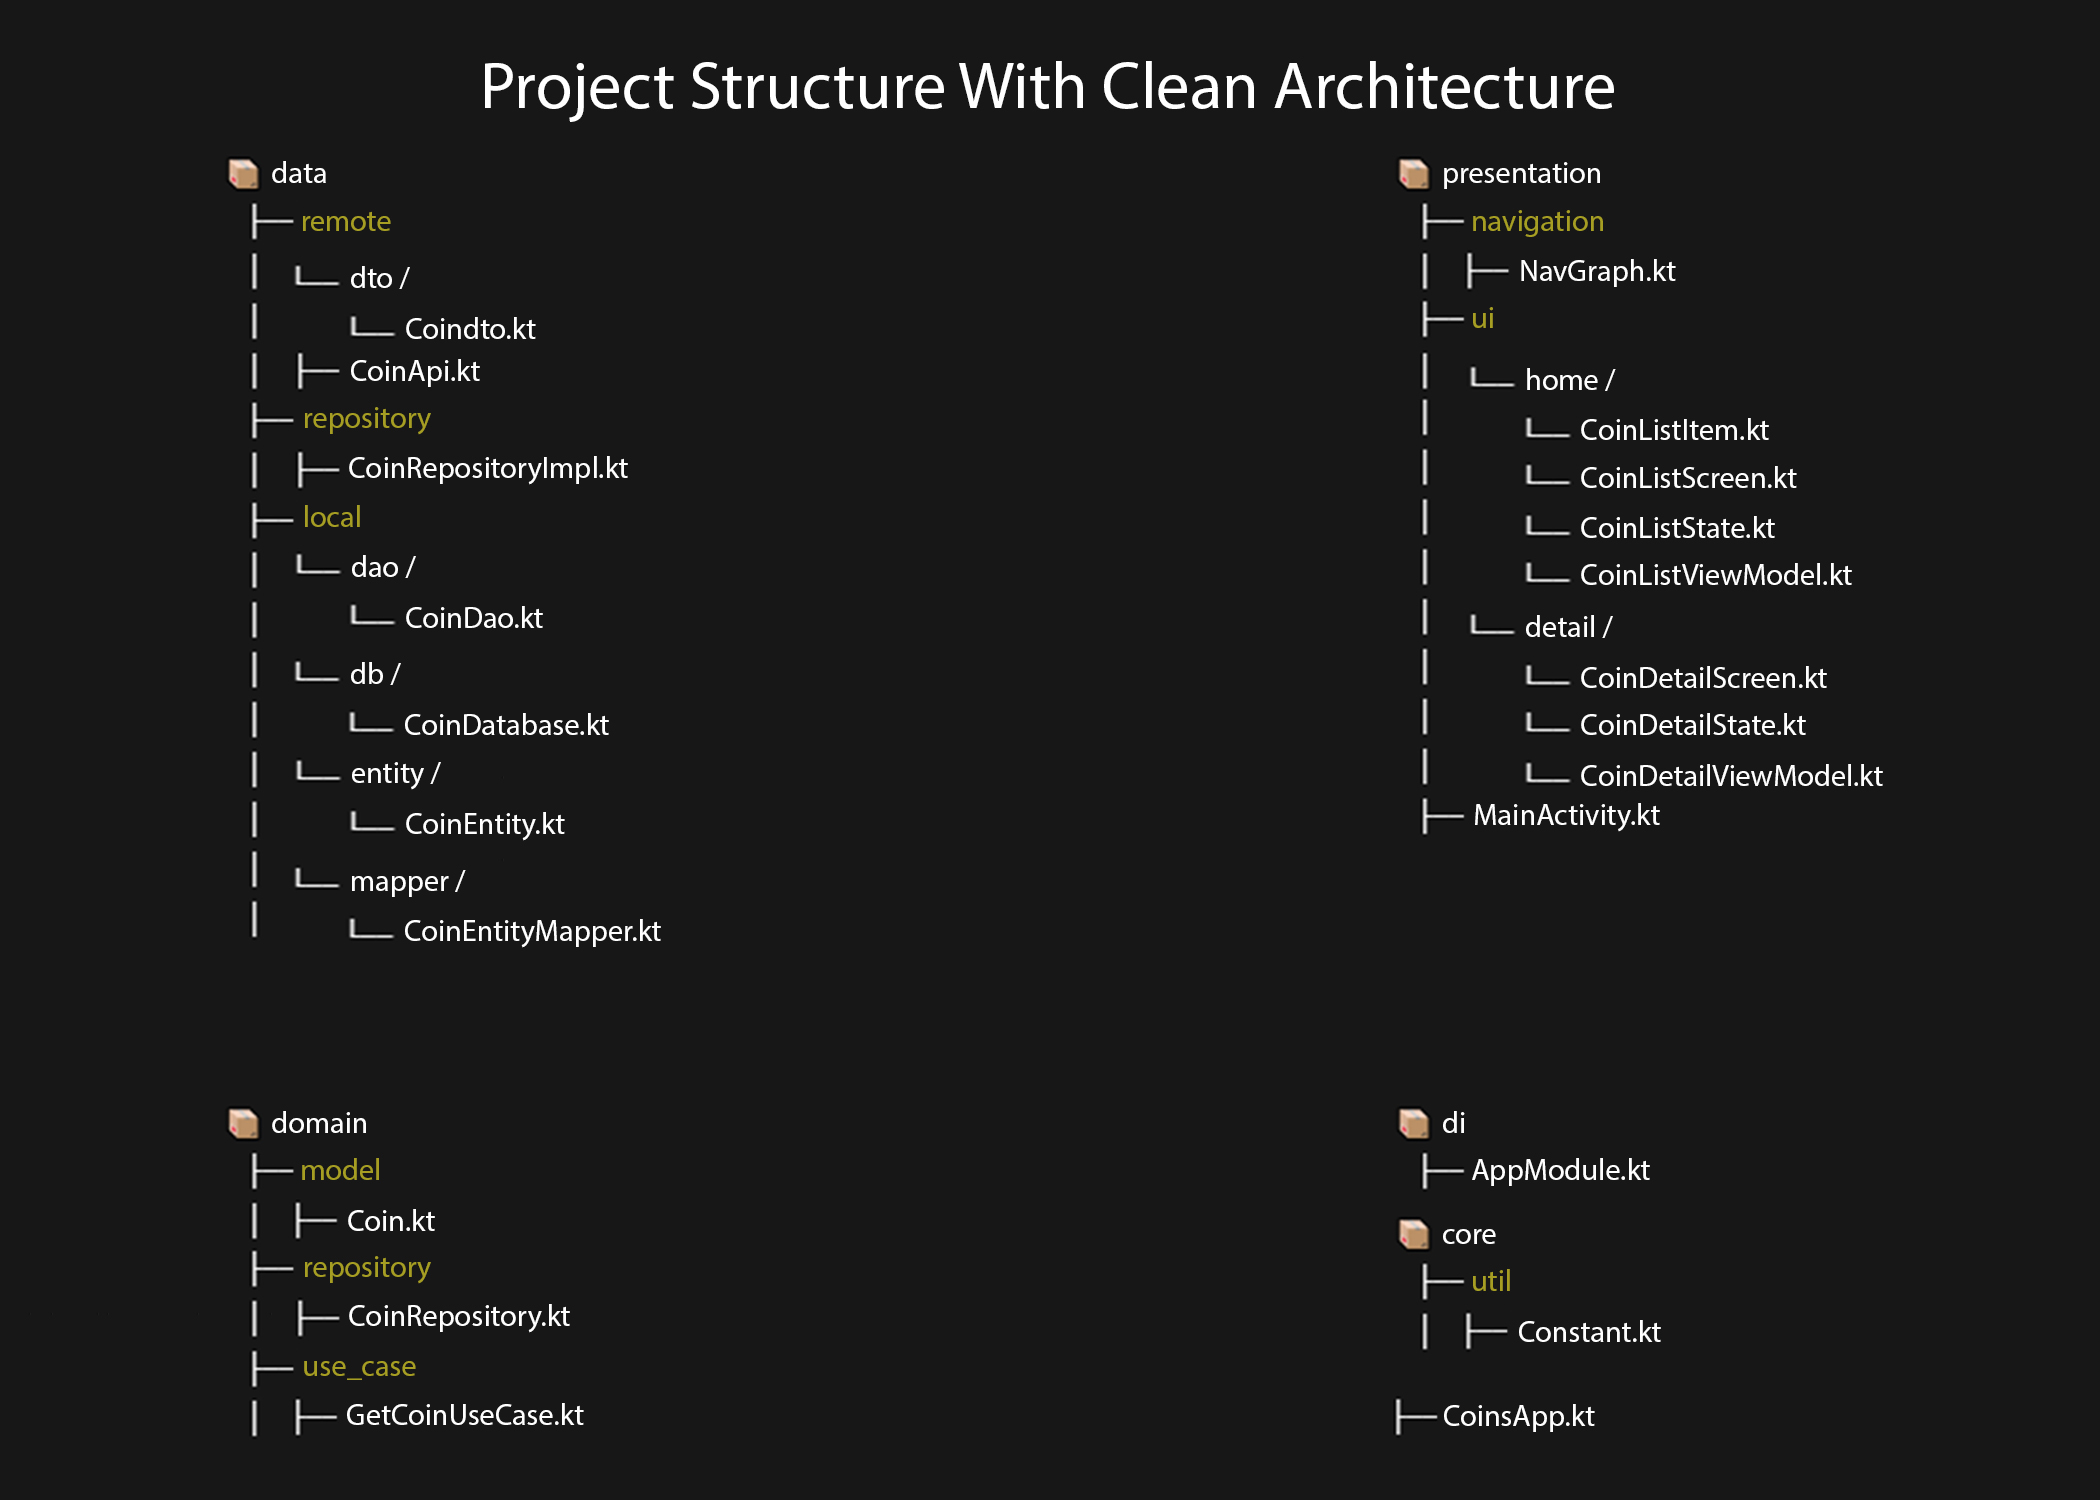 Project Structure With Clean Architecture
data
remote
dto /
Coindto.kt
CoinApi.kt
repository
CoinRepositoryImpl.kt
local
dao /
CoinDao.kt
db /
CoinDatabase.kt
entity /
CoinEntity.kt
mapper /
CoinEntityMapper.kt
presentation
navigation
NavGraph.kt
ui
home /
CoinListItem.kt
CoinListScreen.kt
CoinListState.kt
CoinListViewModel.kt
detail /
CoinDetailScreen.kt
CoinDetailState.kt
CoinDetailViewModel.kt
MainActivity.kt
domain
model
Coin.kt
repository
CoinRepository.kt
use_case
GetCoinUseCase.kt
di
AppModule.kt
core
util
Constant.kt
CoinsApp.kt